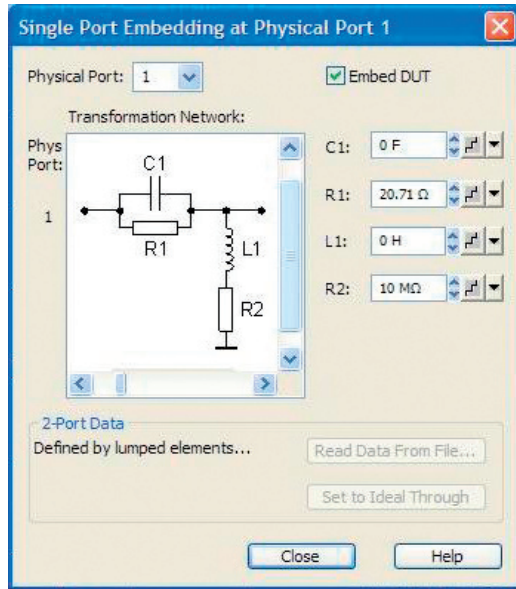 Single Port Embedding at Physical Port 1
Physical Port: 1
Embed DUT
Transformation Network:
Phys
Port:
1
C1
R1
L1
R2
C1: 0 F
R1: 20.71 Ω
L1: 0 H
R2: 10 MΩ
2-Port Data
Defined by lumped elements...
Read Data From File...
Set to Ideal Through
Close
Help